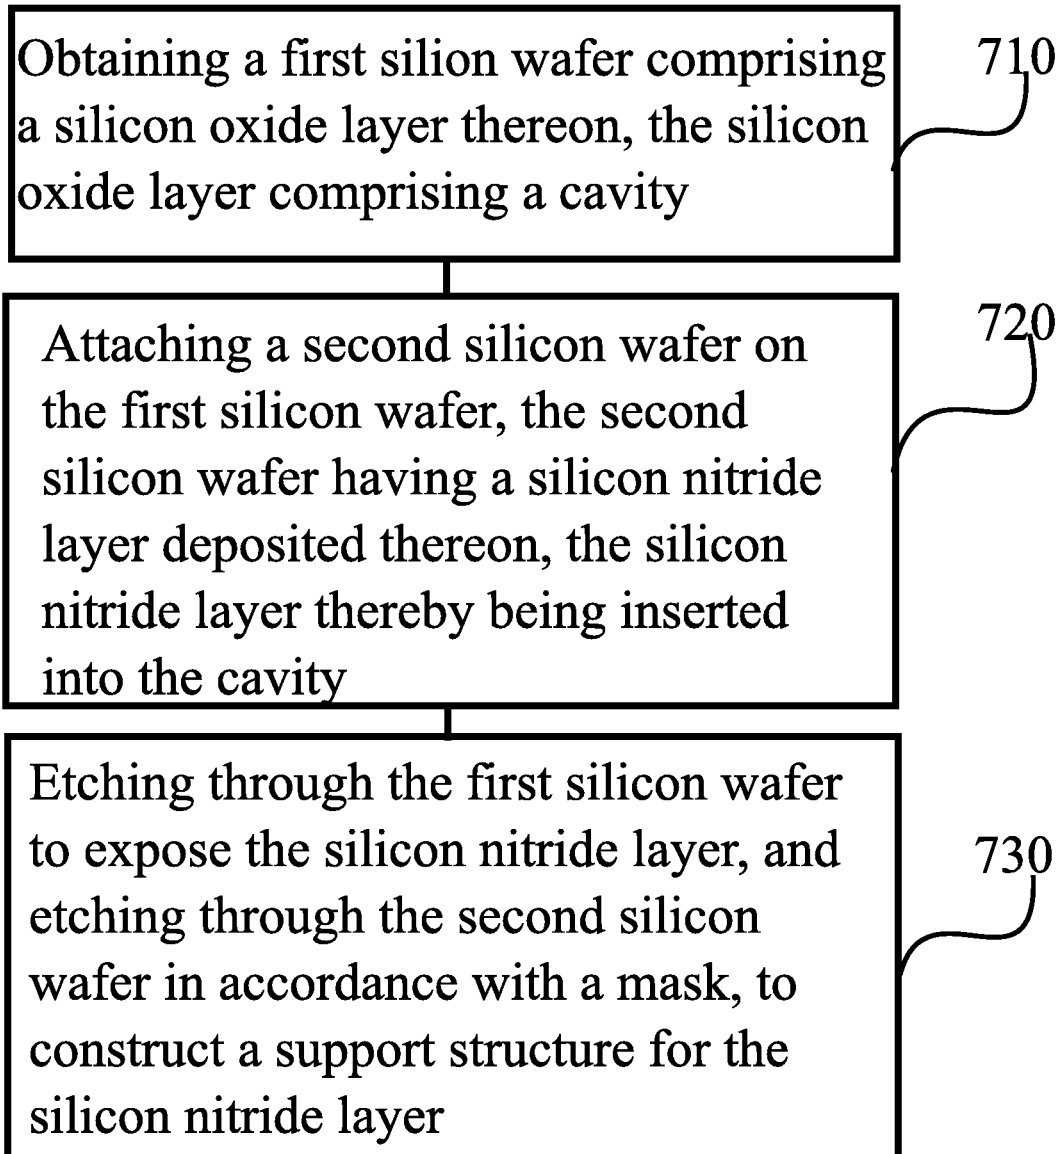 Obtaining a first silion wafer comprising
a silicon oxide layer thereon, the silicon
oxide layer comprising a cavity
710
Attaching a second silicon wafer on
the first silicon wafer, the second
silicon wafer having a silicon nitride
layer deposited thereon, the silicon
nitride layer thereby being inserted
into the cavity
720
Etching through the first silicon wafer
to expose the silicon nitride layer, and
etching through the second silicon
wafer in accordance with a mask, to
construct a support structure for the
silicon nitride layer
730